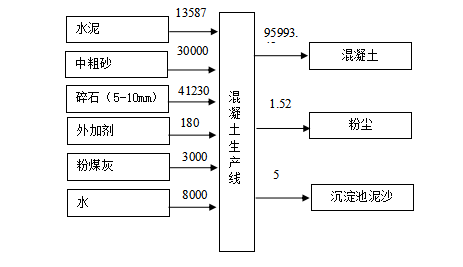 13587
水泥
30000
中粗砂
41230
碎石（5-10mm）
180
外加剂
3000
粉煤灰
8000
水
混凝土生产线
95993.
混凝土
1.52
粉尘
5
沉淀池泥沙